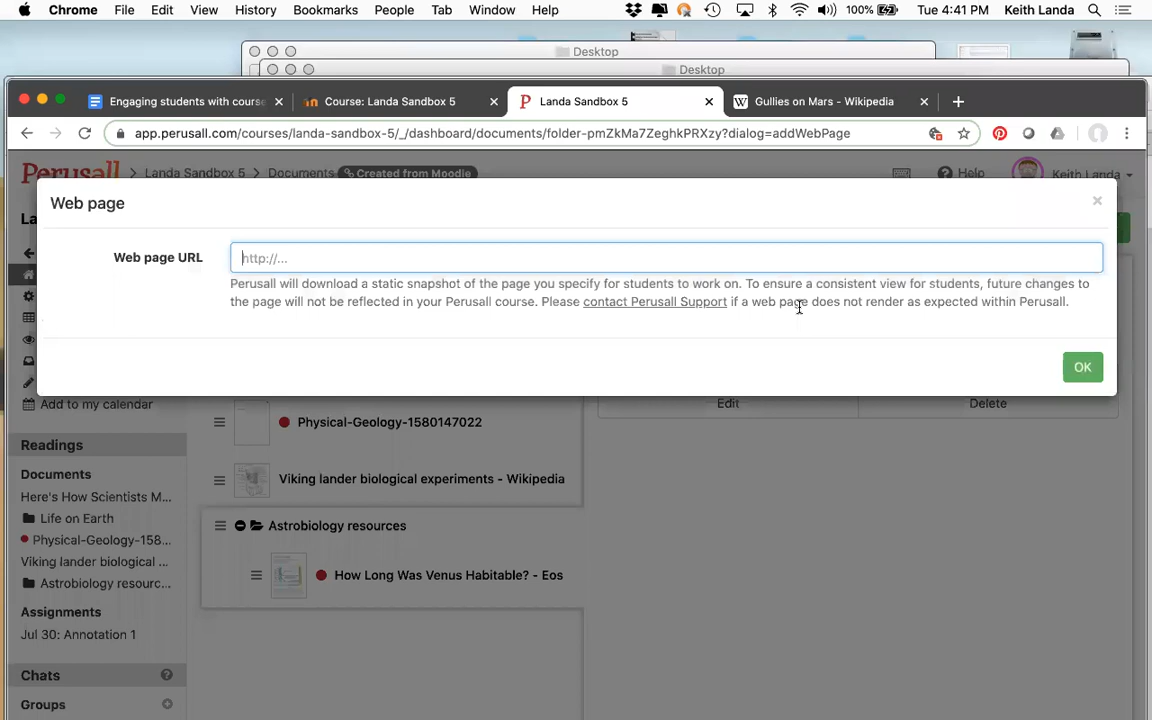 Chrome File Edit View History Bookmarks People Tab Window Help 100% Tue 4:41 PM Keith Landa
Desktop
Desktop
Engaging students with course Course: Landa Sandbox 5 Landa Sandbox 5 Gullies on Mars - Wikipedia
app.perusall.com/courses/landa-sandbox-5/_/dashboard/documents/folder-pmZkMa7ZeghkPRXzy?dialog=addWebPage
Perusall Landa Sandbox 5 Documents Created from Moodle Help Keith Landa
Web page
La
Web page URL http://...
Perusall will download a static snapshot of the page you specify for students to work on. To ensure a consistent view for students, future changes to
the page will not be reflected in your Perusall course. Please contact Perusall Support if a web page does not render as expected within Perusall.
OK
Add to my calendar
Edit Delete
Physical-Geology-1580147022
Readings
Documents
Viking lander biological experiments - Wikipedia
Here's How Scientists M...
Life on Earth
Astrobiology resources
Physical-Geology-158...
Viking lander biological ...
How Long Was Venus Habitable? - Eos
Astrobiology resourc...
Assignments
Jul 30: Annotation 1
Chats
Groups